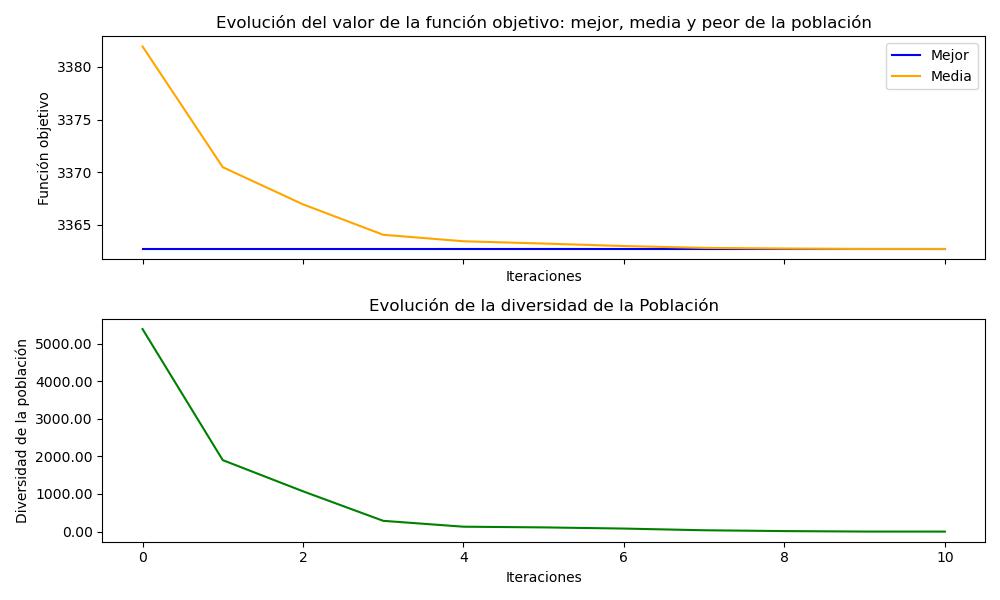 Evolución del valor de la función objetivo: mejor, media y peor de la población
Función objetivo
3380
3375
3370
3365
Mejor
Media
Iteraciones
Evolución de la diversidad de la Población
Diversidad de la población
5000.00
4000.00
3000.00
2000.00
1000.00
0.00
0 2 4 6 8 10
Iteraciones